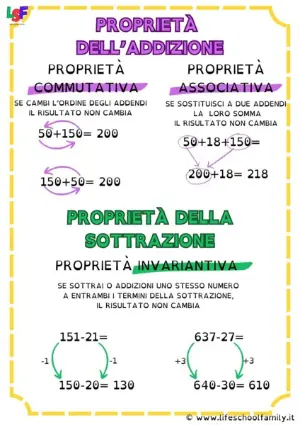 LSF
PROPRIETÀ
DELL'ADDIZIONE
PROPRIETÀ
COMMUTATIVA
SE CAMBI L'ORDINE DEGLI ADDENDI
IL RISULTATO NON CAMBIA
50+150= 200
150+50= 200
PROPRIETÀ
ASSOCIATIVA
SE SOSTITUISCI A DUE ADDENDI
LA LORO SOMMA
IL RISULTATO NON CAMBIA
50+18+150=
200+18= 218
PROPRIETÀ DELLA
SOTTRAZIONE
PROPRIETÀ INVARIANTIVA
SE SOTTRAI O ADDIZIONI UNO STESSO NUMERO
A ENTRAMBI I TERMINI DELLA SOTTRAZIONE,
IL RISULTATO NON CAMBIA
151-21=
-1 -1
150-20= 130
637-27=
+3 +3
640-30= 610
© www.lifeschoolfamily.it